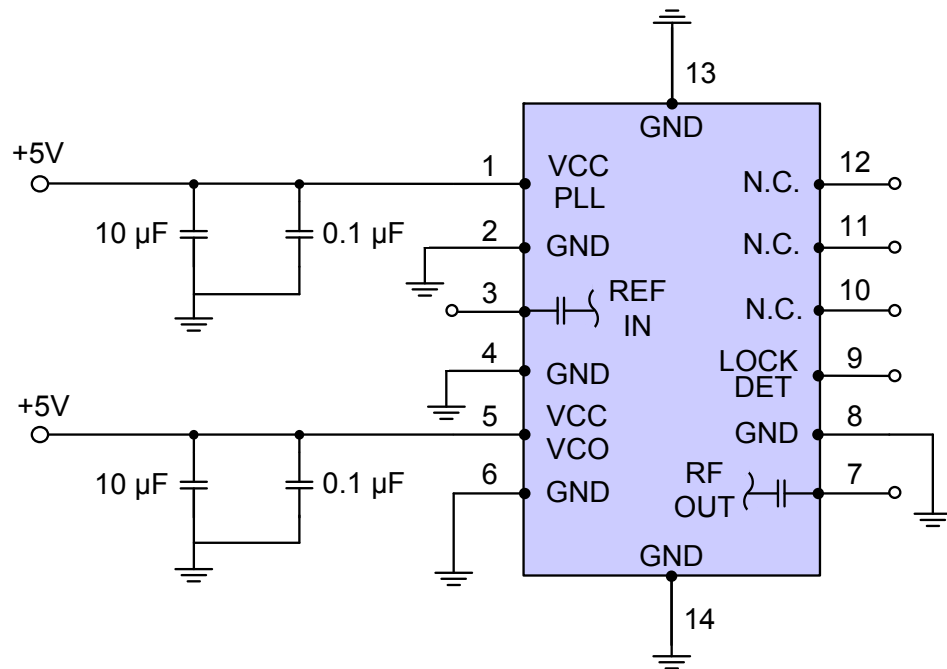 13
GND
+5V
1
VCC
PLL
N.C.
12
10 µF
0.1 µF
2
GND
N.C.
11
3
REF
IN
N.C.
10
4
GND
LOCK
DET
9
+5V
5
VCC
VCO
GND
8
10 µF
0.1 µF
6
GND
RF
OUT
7
GND
14